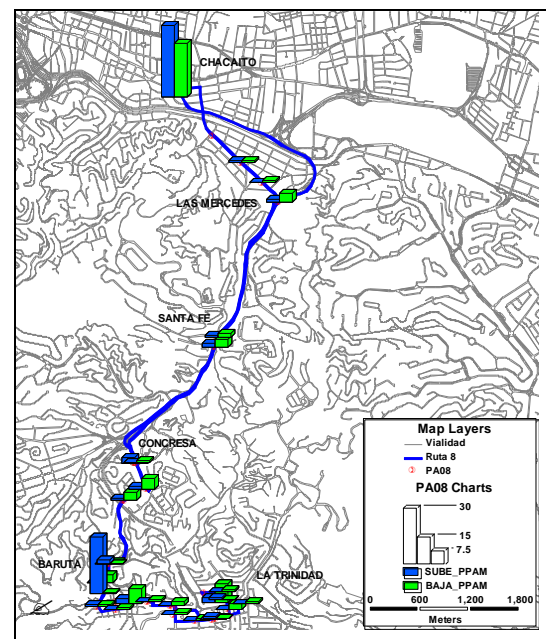 CHACAITO
LAS MERCEDES
SANTA FE
CONCRESA
BARUTA
LA TRINIDAD
Map Layers
Vialidad
Ruta 8
PA08
PA08 Charts
30
15
7.5
SUBE_PPAM
BAJA_PPAM
0 600 1,200 1,800
Meters